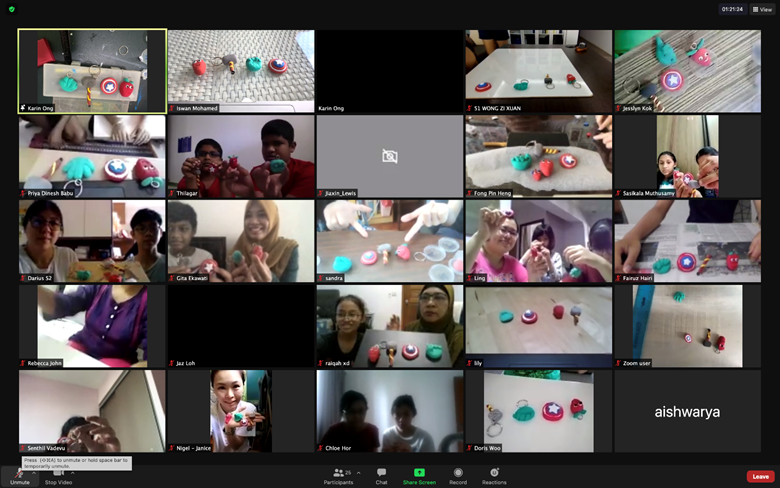 01:21:24
View
Karin Ong
Iswan Mohamed
Karin Ong
S1 WONG ZI XUAN
Jesslyn Kok
Priya Dinesh Babu
Thilagar
Jiaxin_Lewis
Fong Pin Heng
Sasikala Muthusamy
Darius S2
Gita Ekawati
sandra
Ling
Fairuz Hairi
Rebecca John
Jaz Loh
raiqah xd
lily
Zoom user
Senthil Vadevu
Nigel - Janice
Chloe Hor
Doris Woo
aishwarya
Press (⇧⌘A) to unmute or hold space bar to
temporarily unmute.
Unmute
Stop Video
25
Participants
Chat
Share Screen
Record
Reactions
Leave